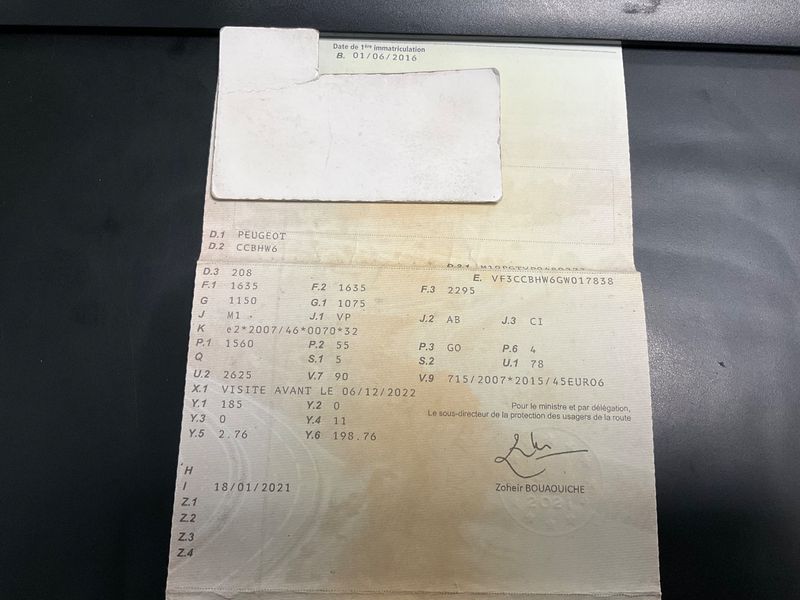 Date de 1ère immatriculation
B. 01/06/2016
D.1 PEUGEOT
D.2 CCBHW6
D.2.1
D.3 208
E. VF3CCBHW6GW017838
F.1 1635 F.2 1635 F.3 2295
G 1150 G.1 1075
J M1 J.1 VP J.2 AB J.3 CI
K e2*2007/46*0070*32
P.1 1560 P.2 55 P.3 GO P.6 4
Q S.1 5 S.2 U.1 78
U.2 2625 V.7 90 V.9 715/2007*2015/45EURO6
X.1 VISITE AVANT LE 06/12/2022
Y.1 185 Y.2 0
Y.3 0 Y.4 11
Y.5 2.76 Y.6 198.76
Pour le ministre et par délégation,
Le sous-directeur de la protection des usagers de la route
Zoheir BOUAOUICHE
H
I 18/01/2021
Z.1
Z.2
Z.3
Z.4